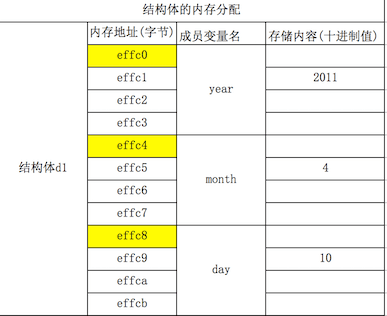 结构体的内存分配
内存地址(字节) 成员变量名 存储内容(十进制值)
effc0
effc1 2011
year
effc2
effc3
effc4
effc5 4
结构体d1
month
effc6
effc7
effc8
effc9 10
day
effca
effcb